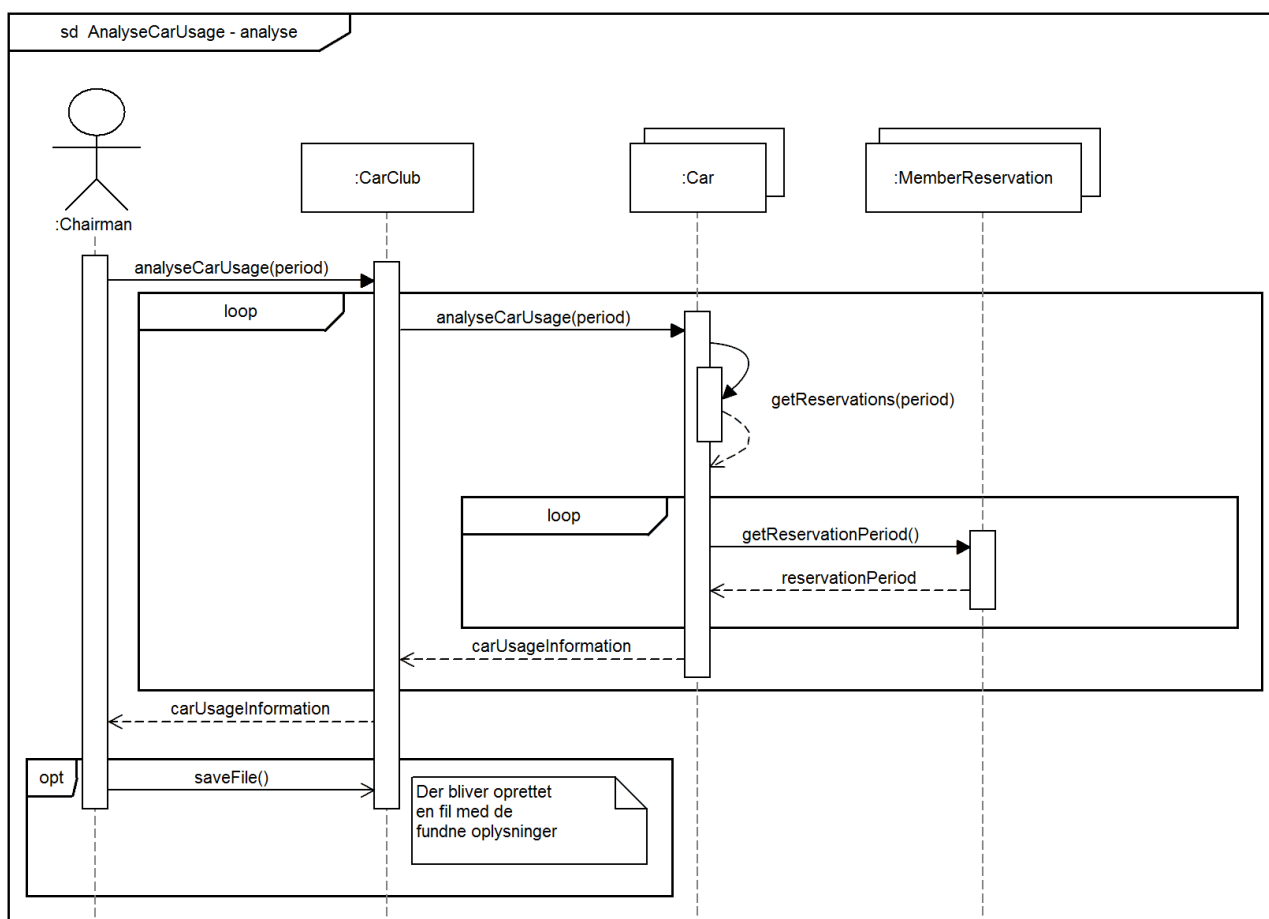 sd AnalyseCarUsage - analyse
:Chairman
:CarClub
:Car
:MemberReservation
analyseCarUsage(period)
loop
analyseCarUsage(period)
getReservations(period)
loop
getReservationPeriod()
reservationPeriod
carUsageInformation
carUsageInformation
opt
saveFile()
Der bliver oprettet
en fil med de
fundne oplysninger